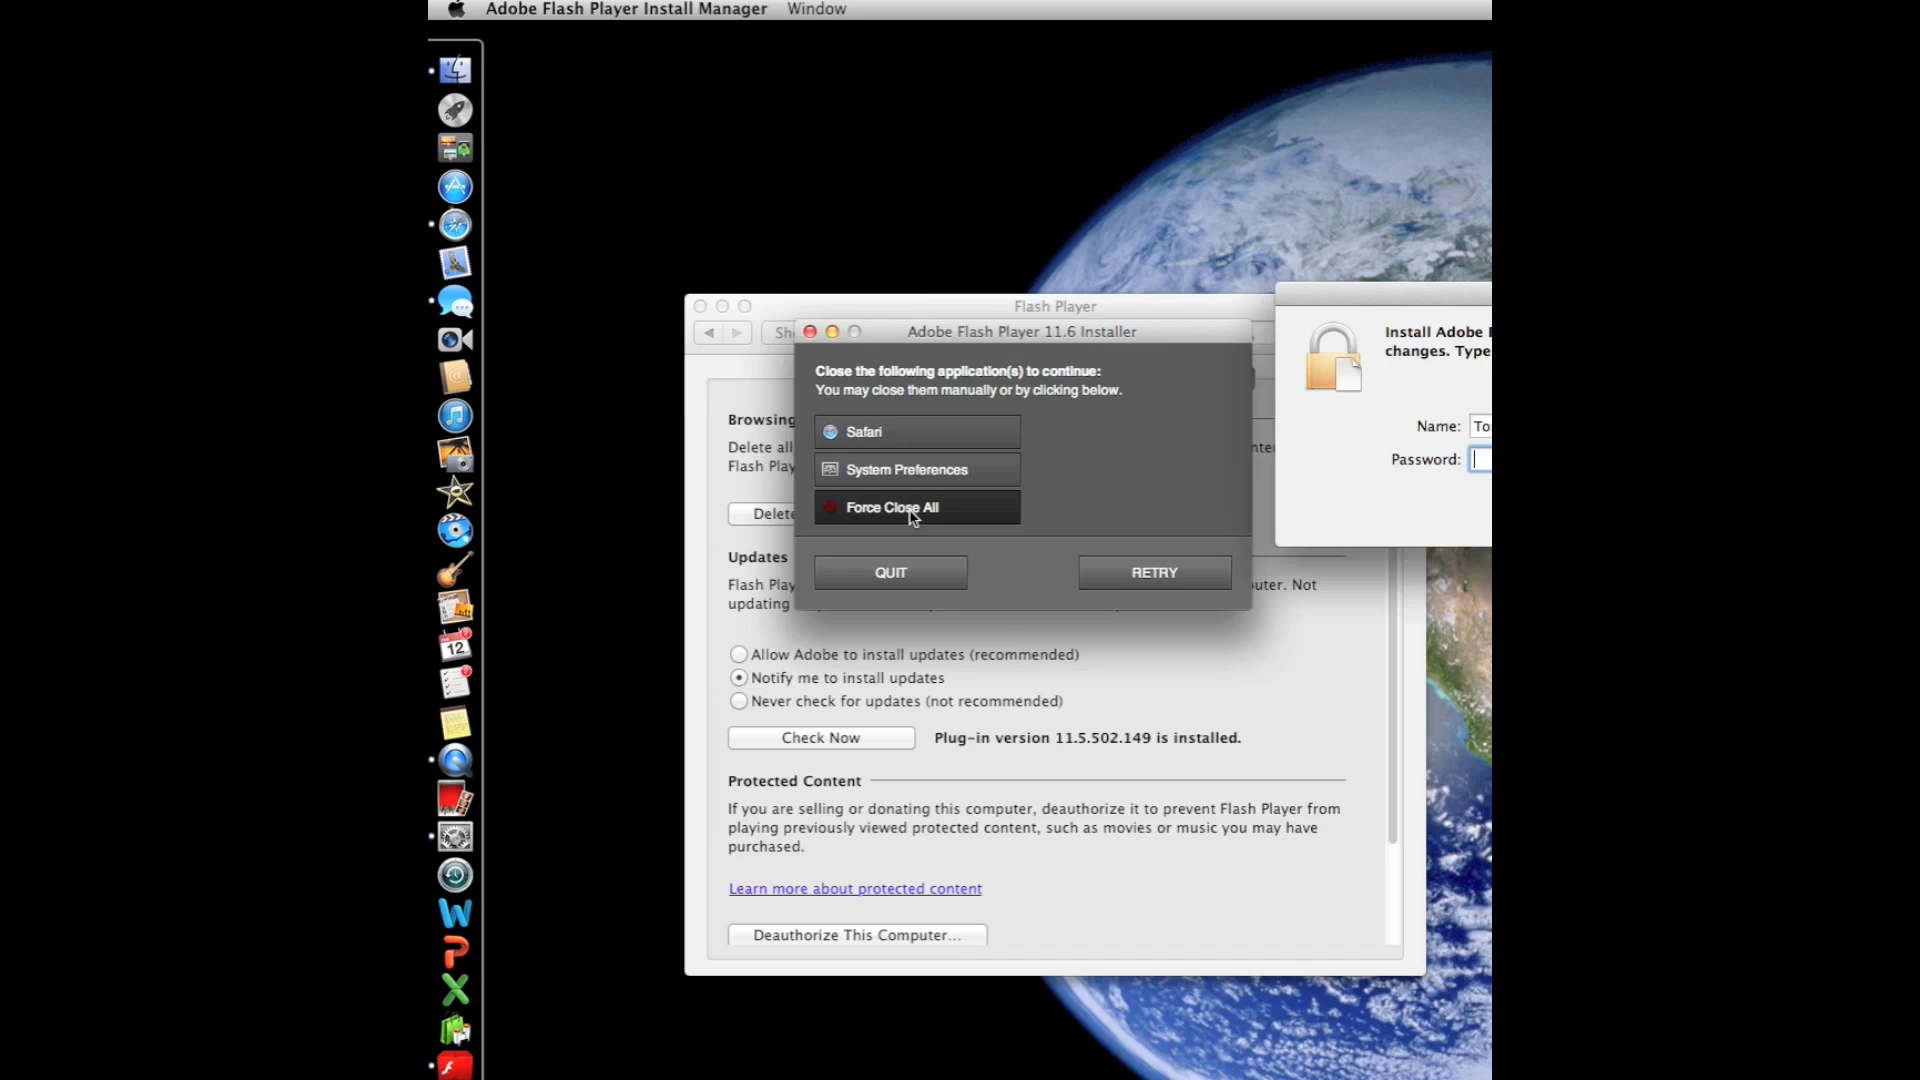 Adobe Flash Player Install Manager Window
Flash Player
Adobe Flash Player 11.6 Installer
Close the following application(s) to continue:
You may close them manually or by clicking below.
Safari
System Preferences
Force Close All
QUIT
RETRY
Install Adobe
changes. Type
Name:
Password:
Browsing
Delete all
Flash
Delete
Updates
Flash
updating
Not
Allow Adobe to install updates (recommended)
Notify me to install updates
Never check for updates (not recommended)
Check Now
Plug-in version 11.5.502.149 is installed.
Protected Content
If you are selling or donating this computer, deauthorize it to prevent Flash Player from
playing previously viewed protected content, such as movies or music you may have
purchased.
Learn more about protected content
Deauthorize This Computer...
12
W
P
X